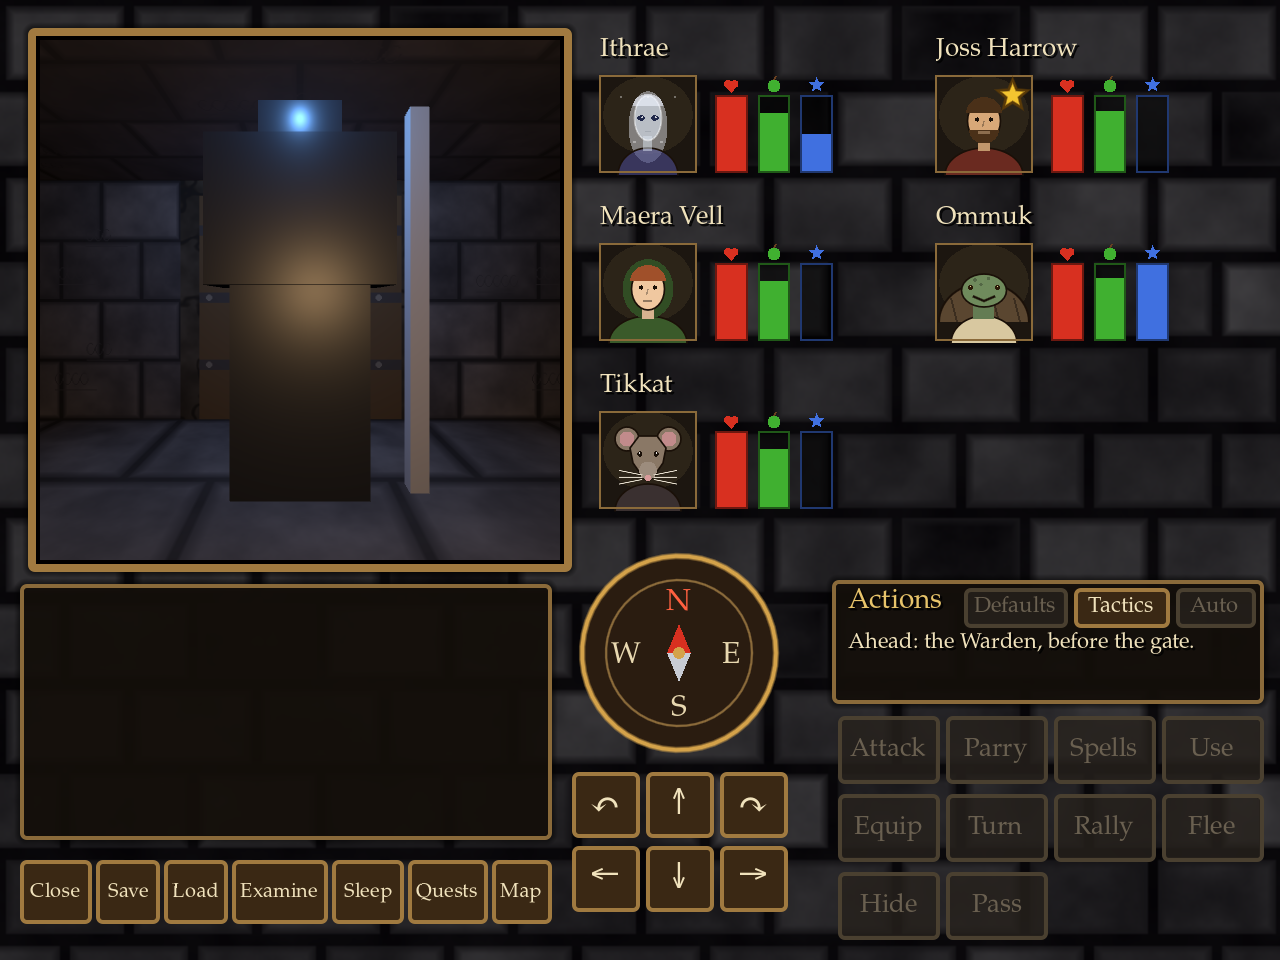 Ithrae
Joss Harrow
Maera Vell
Ommuk
Tikkat
N
W E
S
Actions Defaults Tactics Auto
Ahead: the Warden, before the gate.
Attack Parry Spells Use
Equip Turn Rally Flee
Hide Pass
Close Save Load Examine Sleep Quests Map